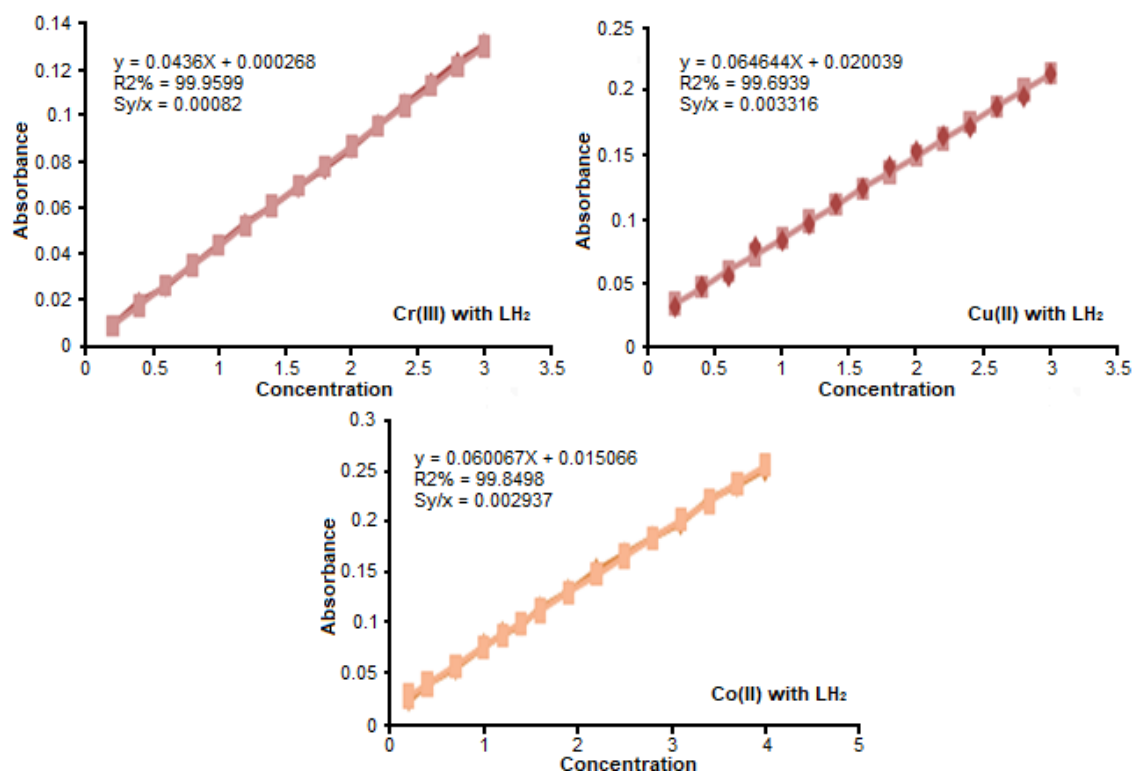 0.14
0.12
0.1
0.08
0.06
0.04
0.02
0
Absorbance
y = 0.0436X + 0.000268
R2% = 99.9599
Sy/x = 0.00082
Cr(III) with LH₂
0 0.5 1 1.5 2 2.5 3 3.5
Concentration
0.25
0.2
0.15
0.1
0.05
0
Absorbance
y = 0.064644X + 0.020039
R2% = 99.6939
Sy/x = 0.003316
Cu(II) with LH₂
0 0.5 1 1.5 2 2.5 3 3.5
Concentration
0.3
0.25
0.2
0.15
0.1
0.05
0
Absorbance
y = 0.060067X + 0.015066
R2% = 99.8498
Sy/x = 0.002937
Co(II) with LH₂
0 1 2 3 4 5
Concentration